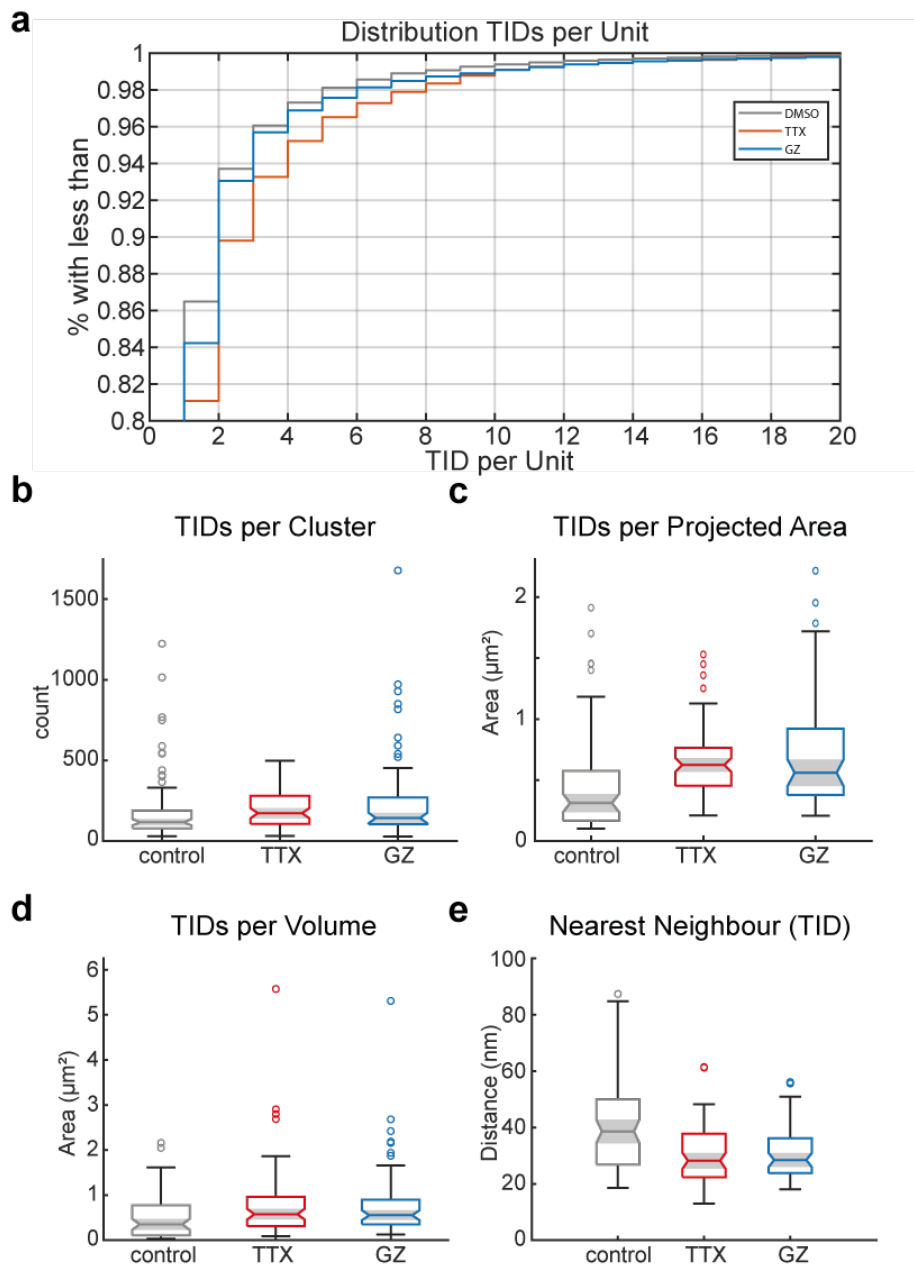 a
Distribution TIDs per Unit
% with less than
1
0.98
0.96
0.94
0.92
0.9
0.88
0.86
0.84
0.82
0.8
DMSO
TTX
GZ
0 2 4 6 8 10 12 14 16 18 20
TID per Unit
b
TIDs per Cluster
count
1500
1000
500
0
control TTX GZ
c
TIDs per Projected Area
Area (µm²)
2
1
0
control TTX GZ
d
TIDs per Volume
Area (µm²)
6
5
4
3
2
1
0
control TTX GZ
e
Nearest Neighbour (TID)
Distance (nm)
100
80
60
40
20
0
control TTX GZ